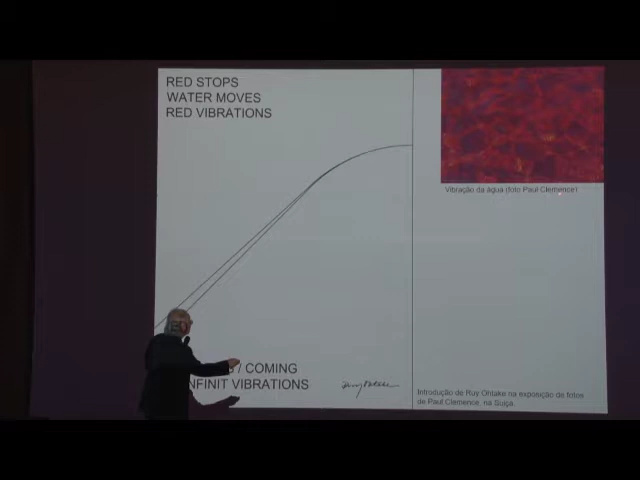 RED STOPS
WATER MOVES
RED VIBRATIONS
Vibração da água (foto Paul Clemence)
COMING
INFINIT VIBRATIONS
Introdução de Ruy Ohtake na exposição de fotos
de Paul Clemence, na Suíça.